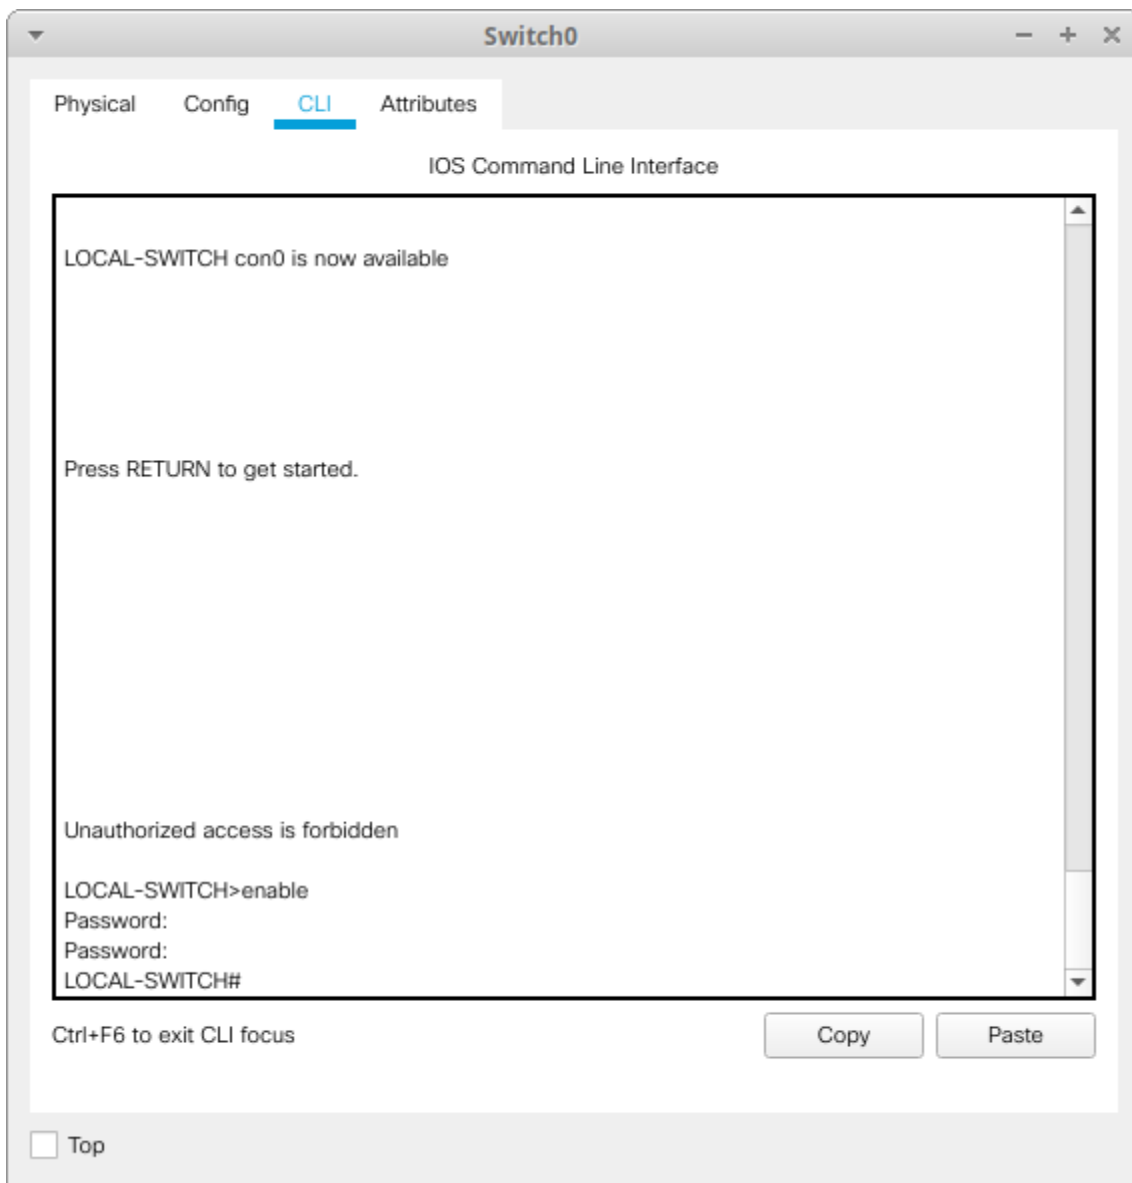 Switch0
Physical Config CLI Attributes
IOS Command Line Interface
LOCAL-SWITCH con0 is now available
Press RETURN to get started.
Unauthorized access is forbidden
LOCAL-SWITCH>enable
Password:
Password:
LOCAL-SWITCH#
Ctrl+F6 to exit CLI focus
Copy Paste
Top